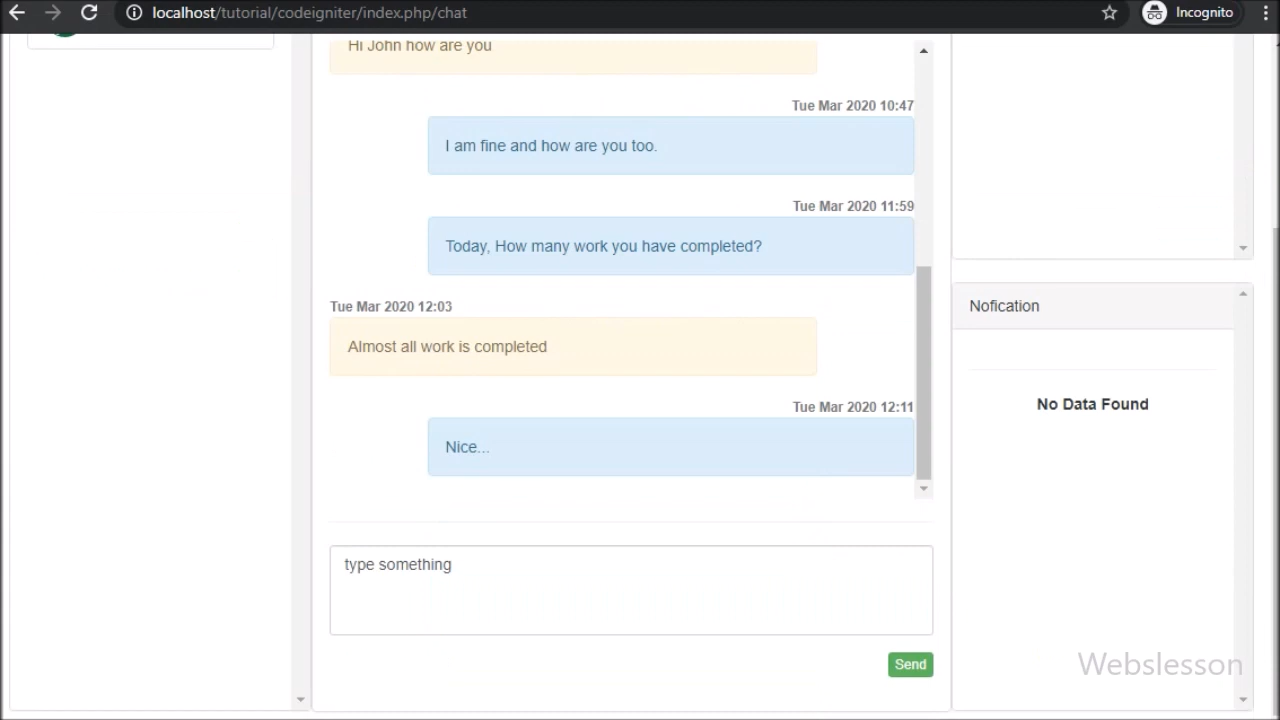 localhost/tutorial/codeigniter/index.php/chat
Incognito
Hi John how are you
Tue Mar 2020 10:47
I am fine and how are you too.
Tue Mar 2020 11:59
Today, How many work you have completed?
Tue Mar 2020 12:03
Almost all work is completed
Tue Mar 2020 12:11
Nice...
type something
Send
Nofication
No Data Found
Webslesson